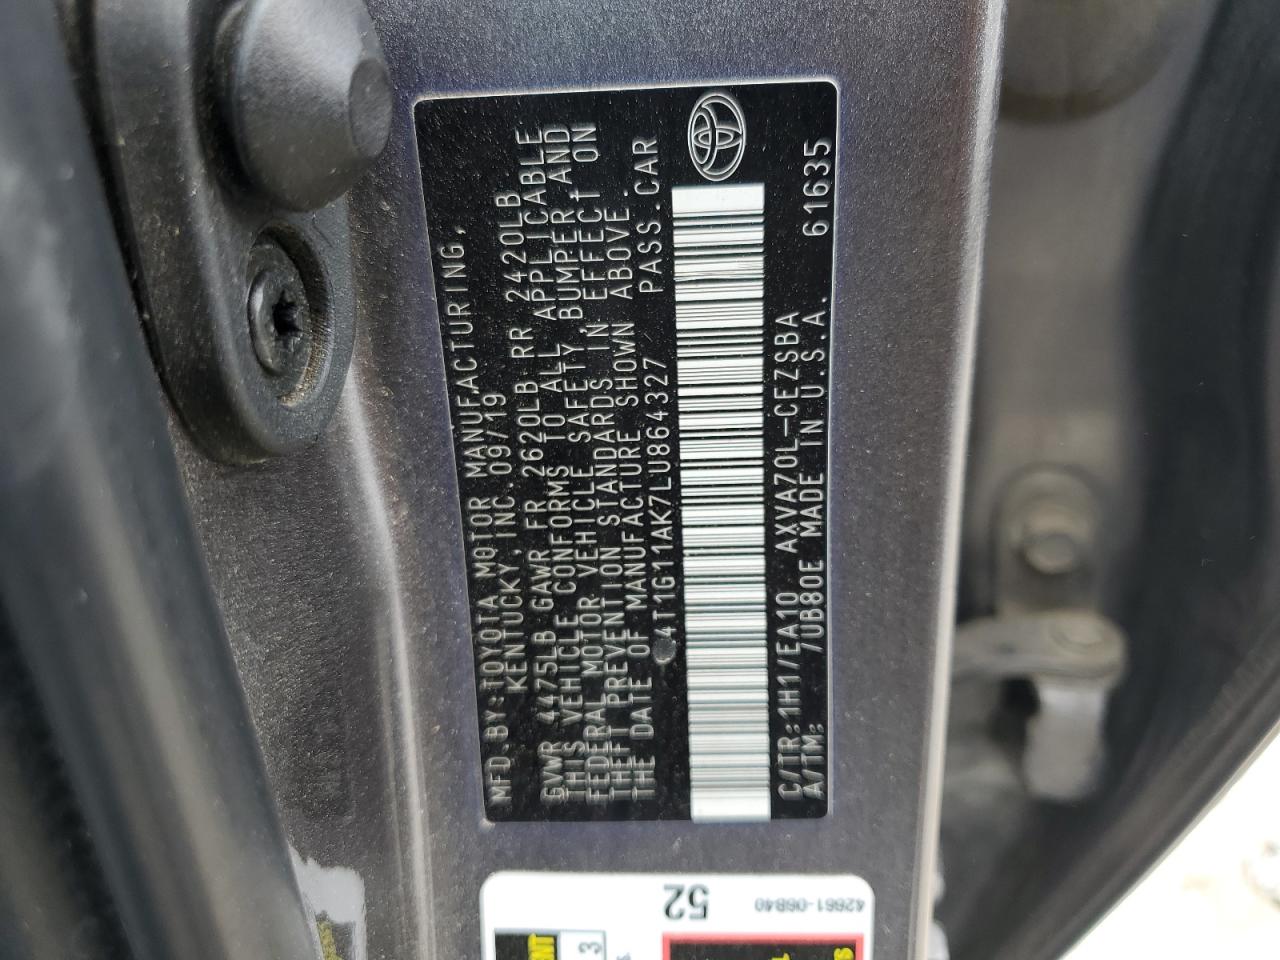 MFD.BY:TOYOTA MOTOR MANUFACTURING,
KENTUCKY,INC.09/19
GVWR 4475LB GAWR FR 2620LB RR 2420LB
THIS VEHICLE CONFORMS TO ALL APPLICABLE
FEDERAL MOTOR VEHICLE SAFETY,BUMPER AND
THEFT PREVENTION STANDARDS IN EFFECT ON
THE DATE OF MANUFACTURE SHOWN ABOVE.
4T1G11AK7LU864327 PASS.CAR
C/TR:1H1/EA10 AXVA70L-CEZSBA
A/TM: /UB80E MADE IN U.S.A. 61635
52
42661-06B40
3